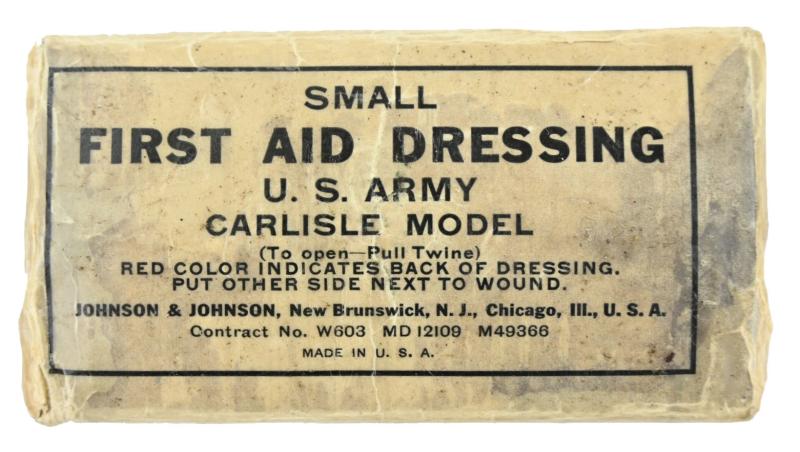 SMALL
FIRST AID DRESSING
U. S. ARMY
CARLISLE MODEL
(To open—Pull Twine)
RED COLOR INDICATES BACK OF DRESSING.
PUT OTHER SIDE NEXT TO WOUND.
JOHNSON & JOHNSON, New Brunswick, N. J., Chicago, Ill., U. S. A.
Contract No. W603 MD 12109 M49366
MADE IN U. S. A.